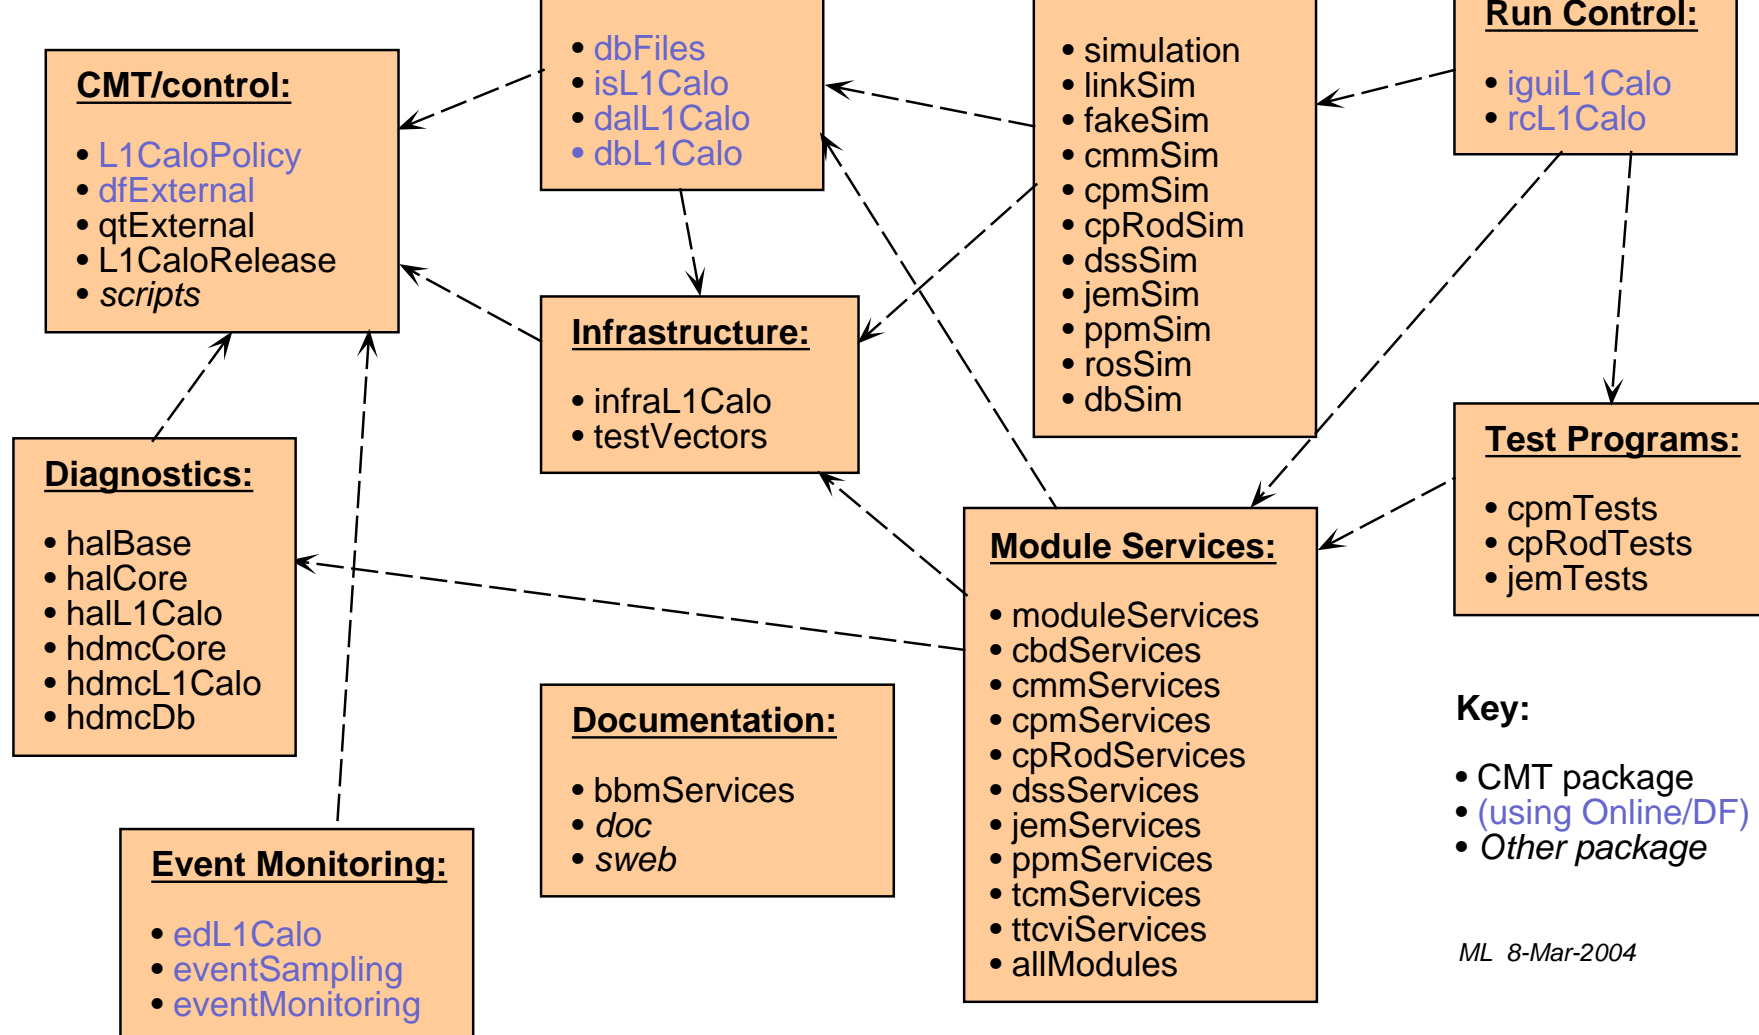 CMT/control:
• L1CaloPolicy
• dfExternal
• qtExternal
• L1CaloRelease
• scripts
• dbFiles
• isL1Calo
• dalL1Calo
• dbL1Calo
• simulation
• linkSim
• fakeSim
• cmmSim
• cpmSim
• cpRodSim
• dssSim
• jemSim
• ppmSim
• rosSim
• dbSim
Run Control:
• iguiL1Calo
• rcL1Calo
Infrastructure:
• infraL1Calo
• testVectors
Diagnostics:
• halBase
• halCore
• halL1Calo
• hdmcCore
• hdmcL1Calo
• hdmcDb
Test Programs:
• cpmTests
• cpRodTests
• jemTests
Module Services:
• moduleServices
• cbdServices
• cmmServices
• cpmServices
• cpRodServices
• dssServices
• jemServices
• ppmServices
• tcmServices
• ttcviServices
• allModules
Documentation:
• bbmServices
• doc
• sweb
Event Monitoring:
• edL1Calo
• eventSampling
• eventMonitoring
Key:
• CMT package
• (using Online/DF)
• Other package
ML 8-Mar-2004